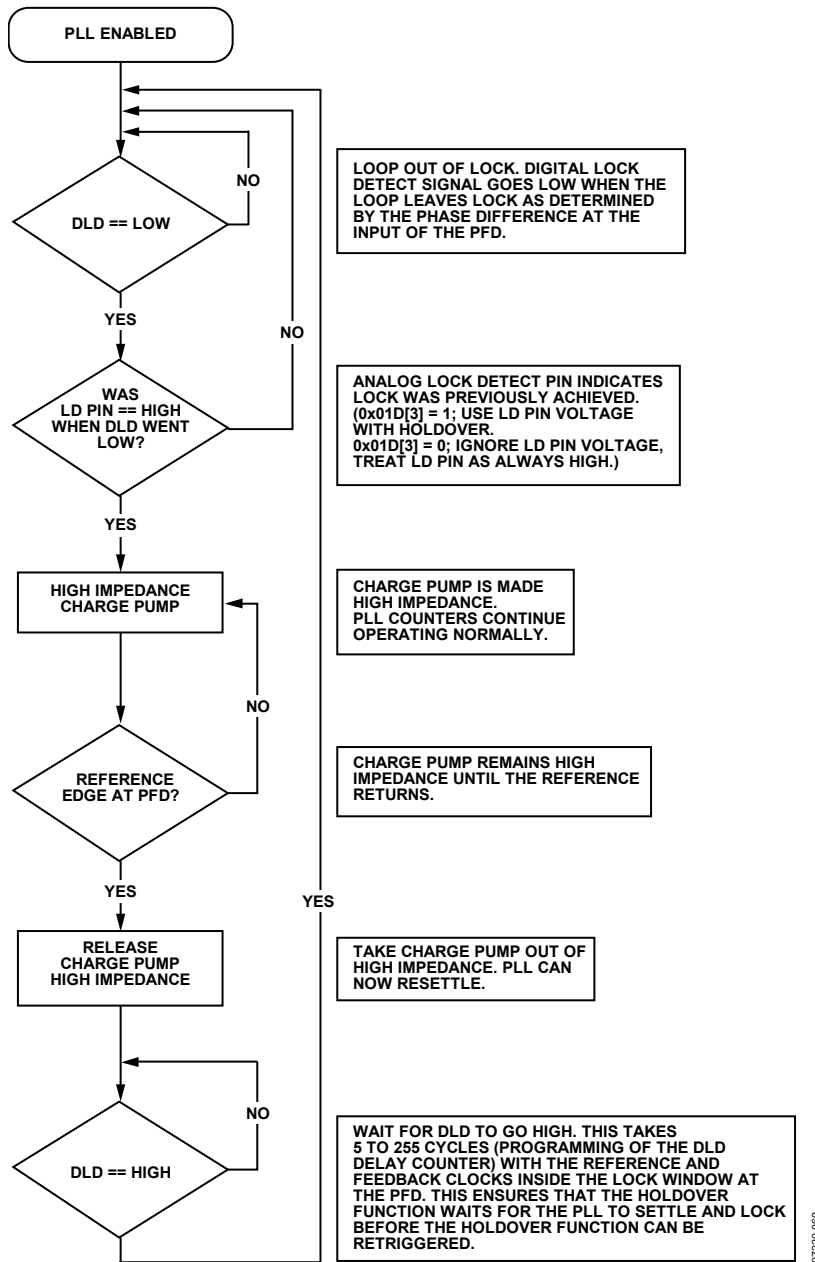 PLL ENABLED
NO
DLD == LOW
LOOP OUT OF LOCK. DIGITAL LOCK
DETECT SIGNAL GOES LOW WHEN THE
LOOP LEAVES LOCK AS DETERMINED
BY THE PHASE DIFFERENCE AT THE
INPUT OF THE PFD.
YES
NO
WAS
LD PIN == HIGH
WHEN DLD WENT
LOW?
ANALOG LOCK DETECT PIN INDICATES
LOCK WAS PREVIOUSLY ACHIEVED.
(0x01D[3] = 1; USE LD PIN VOLTAGE
WITH HOLDOVER.
0x01D[3] = 0; IGNORE LD PIN VOLTAGE,
TREAT LD PIN AS ALWAYS HIGH.)
YES
HIGH IMPEDANCE
CHARGE PUMP
CHARGE PUMP IS MADE
HIGH IMPEDANCE.
PLL COUNTERS CONTINUE
OPERATING NORMALLY.
NO
REFERENCE
EDGE AT PFD?
CHARGE PUMP REMAINS HIGH
IMPEDANCE UNTIL THE REFERENCE
RETURNS.
YES
YES
RELEASE
CHARGE PUMP
HIGH IMPEDANCE
TAKE CHARGE PUMP OUT OF
HIGH IMPEDANCE. PLL CAN
NOW RESETTLE.
NO
DLD == HIGH
WAIT FOR DLD TO GO HIGH. THIS TAKES
5 TO 255 CYCLES (PROGRAMMING OF THE DLD
DELAY COUNTER) WITH THE REFERENCE AND
FEEDBACK CLOCKS INSIDE THE LOCK WINDOW AT
THE PFD. THIS ENSURES THAT THE HOLDOVER
FUNCTION WAITS FOR THE PLL TO SETTLE AND LOCK
BEFORE THE HOLDOVER FUNCTION CAN BE
RETRIGGERED.